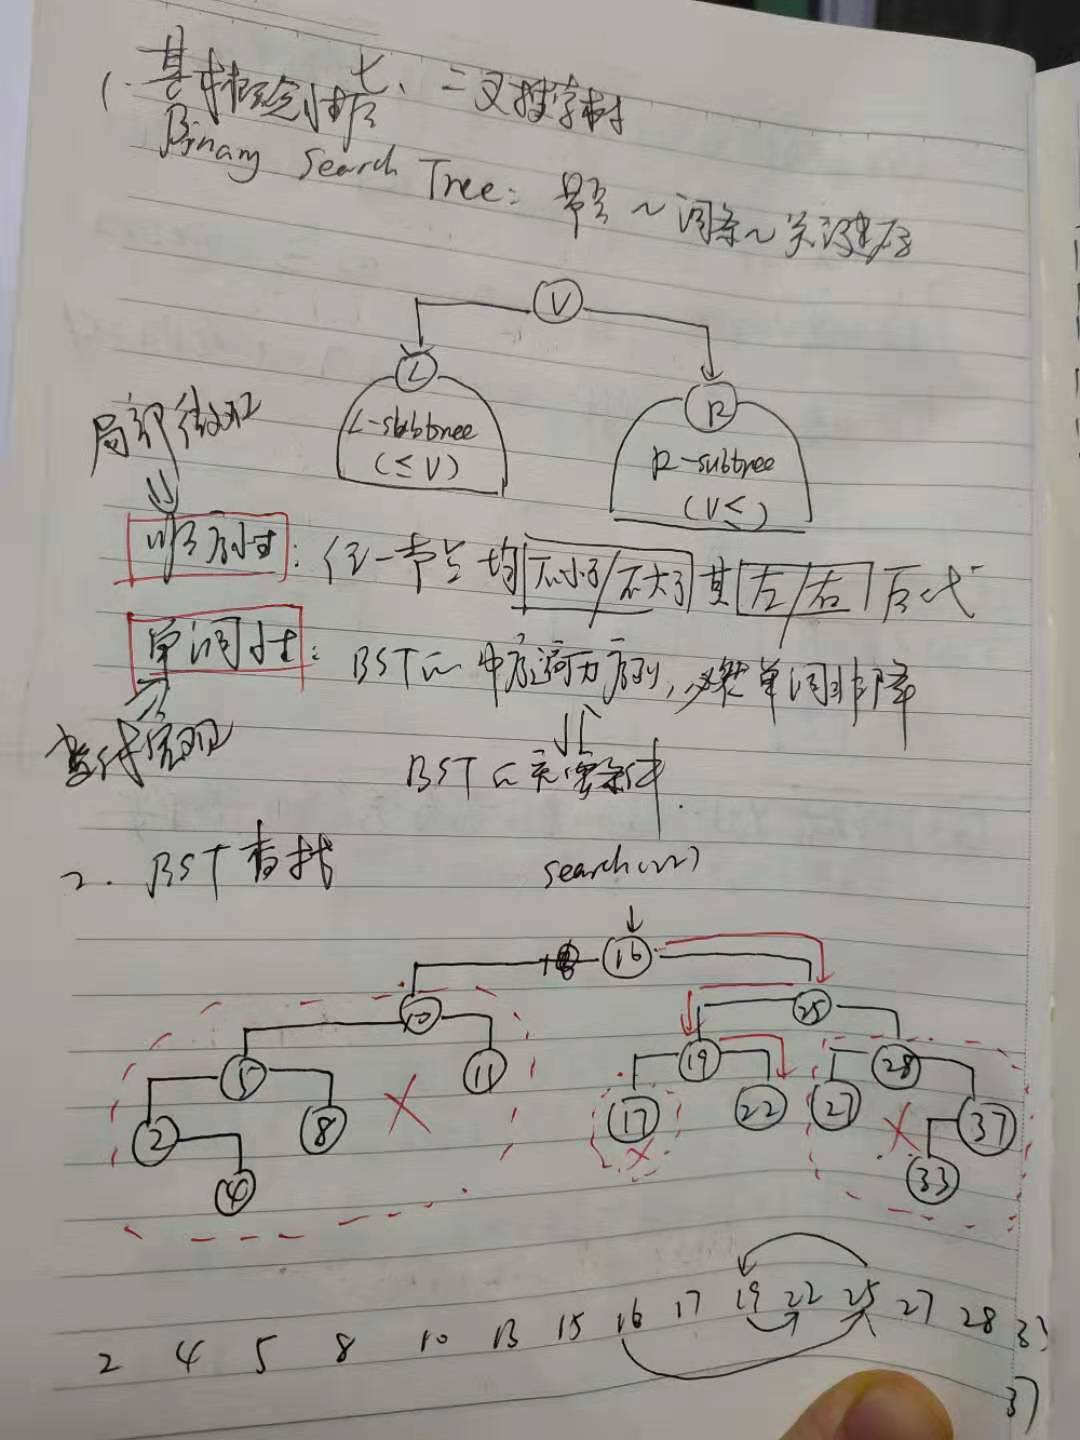 七、二叉搜索树
1. 基本概念性质
Binary Search Tree: 节点~词条~关键码
V
L
R
L-subtree
(≤V)
R-subtree
(V≤)
局部微观
顺序性: 任一节点均不小于/不大于其左/右后代
单调性: BST的中序遍历序列,必然单调非降
整体宏观
BST的充要条件.
2. BST查找
search(22)
16
10
25
5
11
19
28
2
8
17
22
27
37
4
33
2 4 5 8 10 13 15 16 17 19 22 25 27 28 33
37